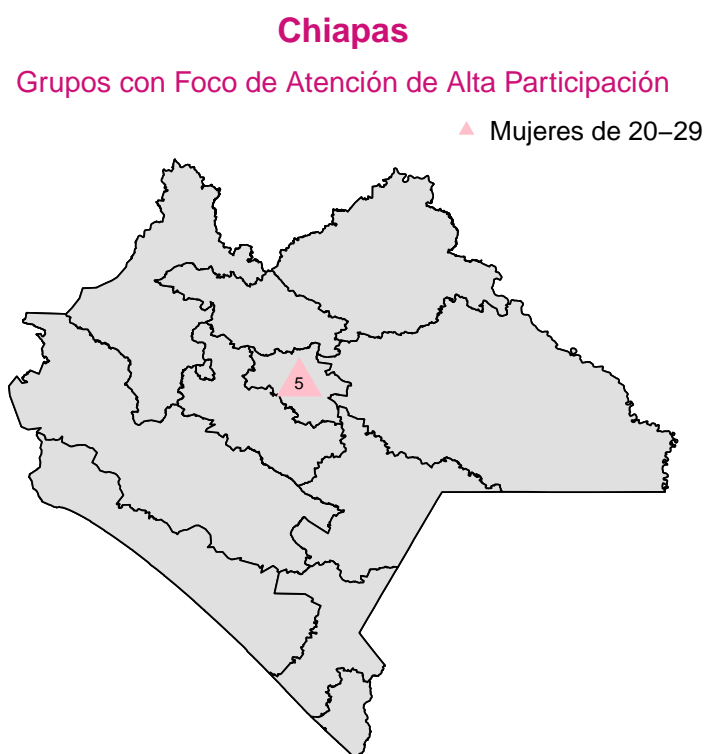 Chiapas
Grupos con Foco de Atención de Alta Participación
Mujeres de 20−29
5